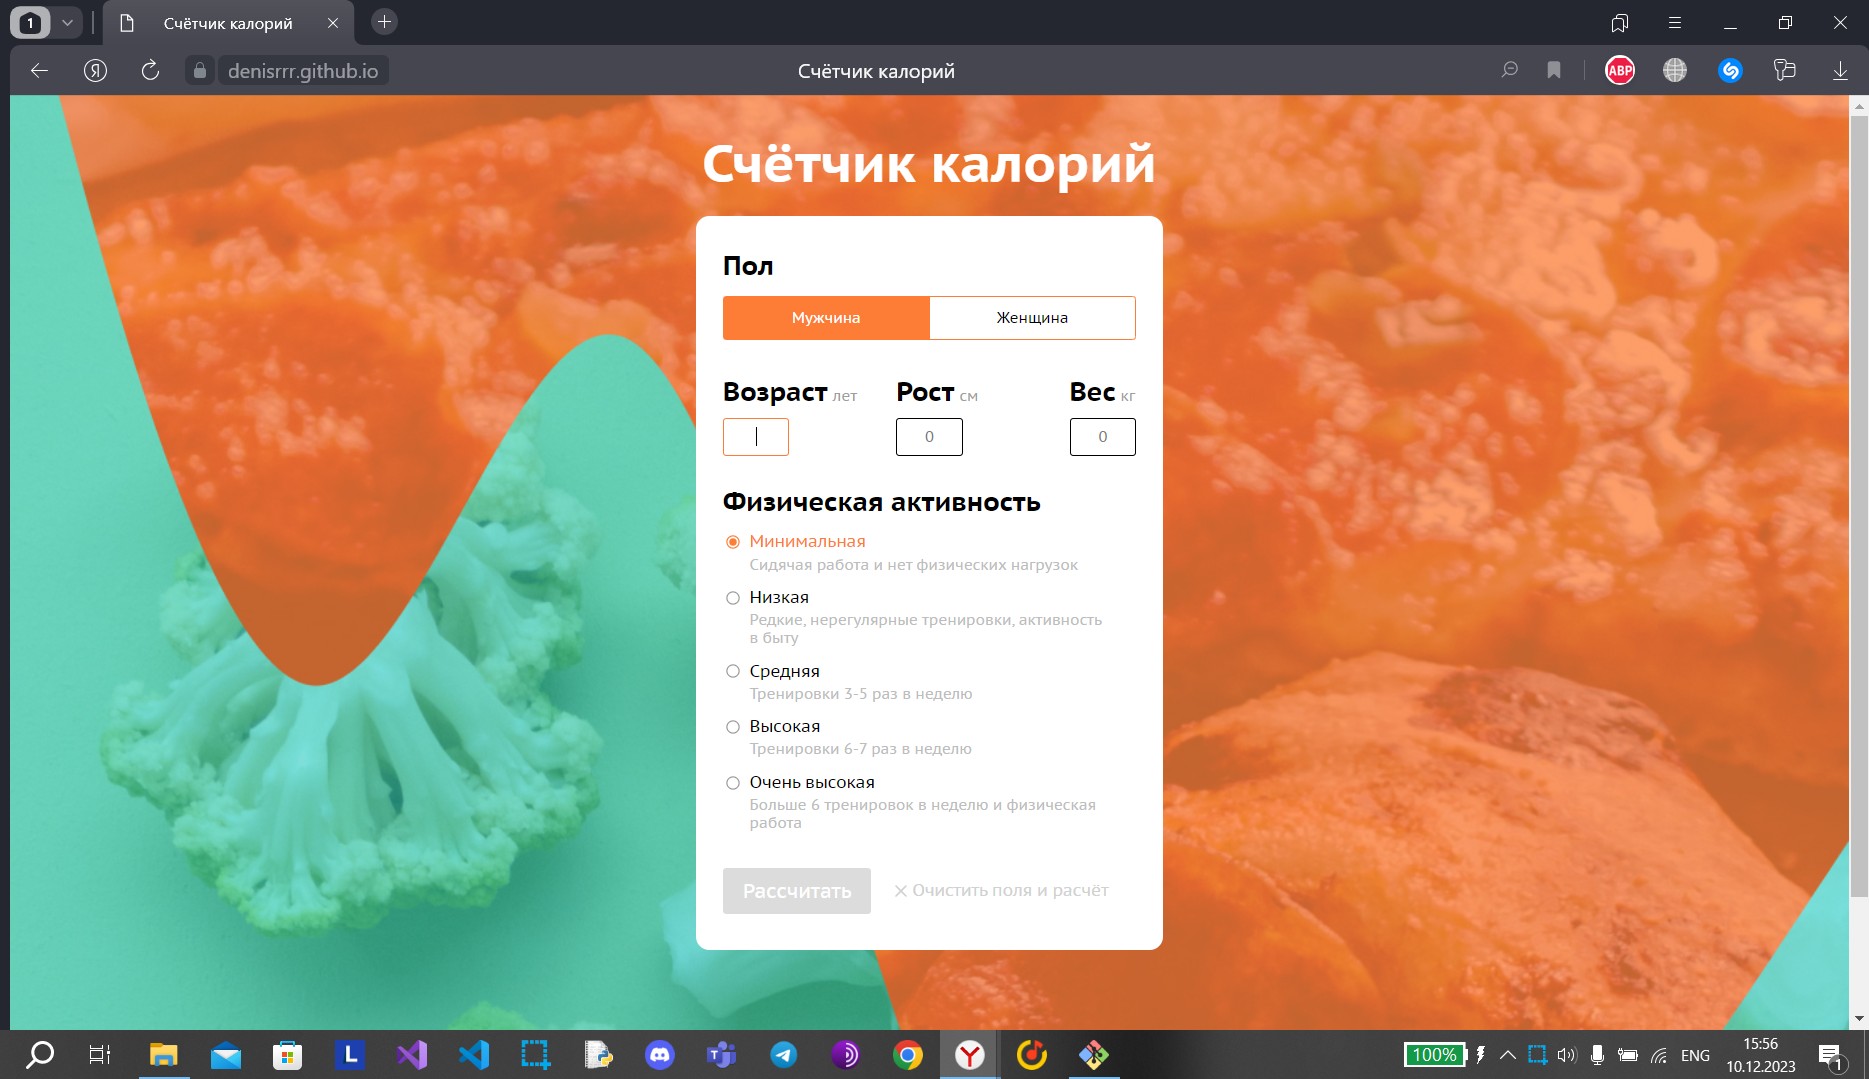 1
Счётчик калорий
Я
denisrrr.github.io
Счётчик калорий
ABP
Счётчик калорий
Пол
Мужчина
Женщина
Возраст лет
Рост см
Вес кг
0
0
Физическая активность
Минимальная
Сидячая работа и нет физических нагрузок
Низкая
Редкие, нерегулярные тренировки, активность
в быту
Средняя
Тренировки 3-5 раз в неделю
Высокая
Тренировки 6-7 раз в неделю
Очень высокая
Больше 6 тренировок в неделю и физическая
работа
Рассчитать
Очистить поля и расчёт
L
T
Y
100%
ENG
15:56
10.12.2023
1